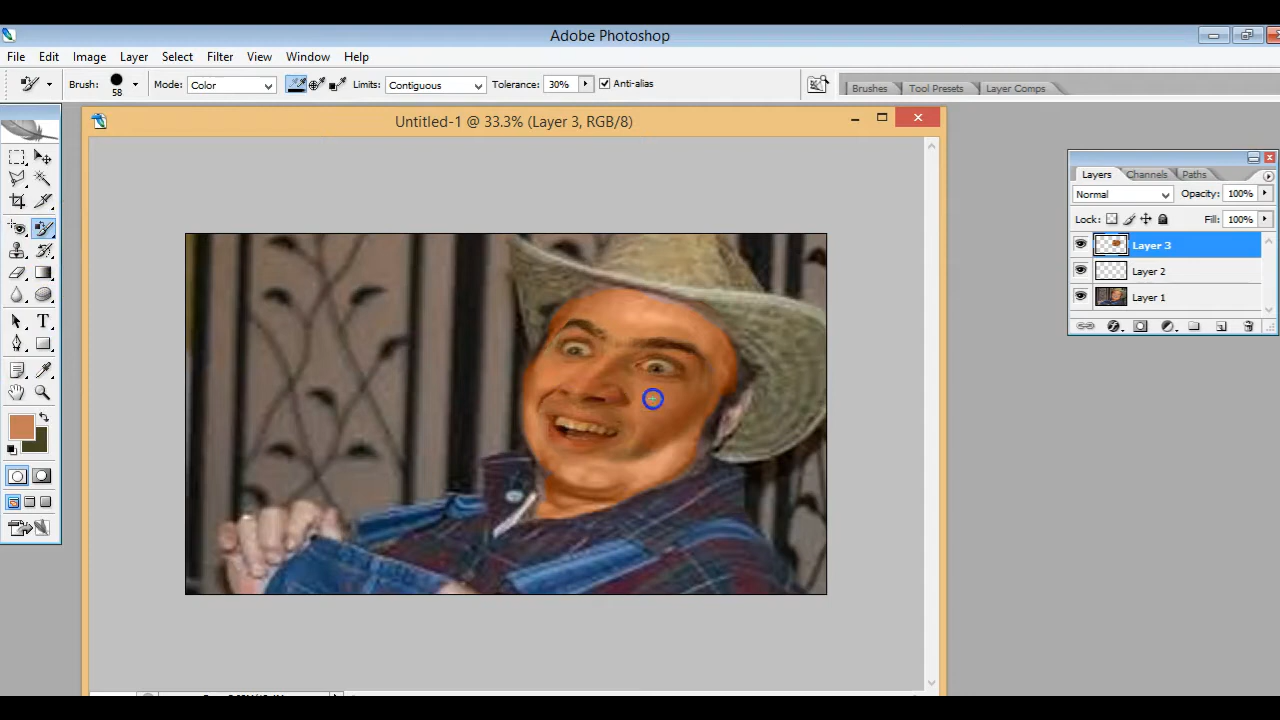 Adobe Photoshop
File Edit Image Layer Select Filter View Window Help
Brush: 58 Mode: Color Limits: Contiguous Tolerance: 30% Anti-alias Brushes Tool Presets Layer Comps
Untitled-1 @ 33.3% (Layer 3, RGB/8)
Layers Channels Paths
Normal Opacity: 100%
Lock: Fill: 100%
Layer 3
Layer 2
Layer 1